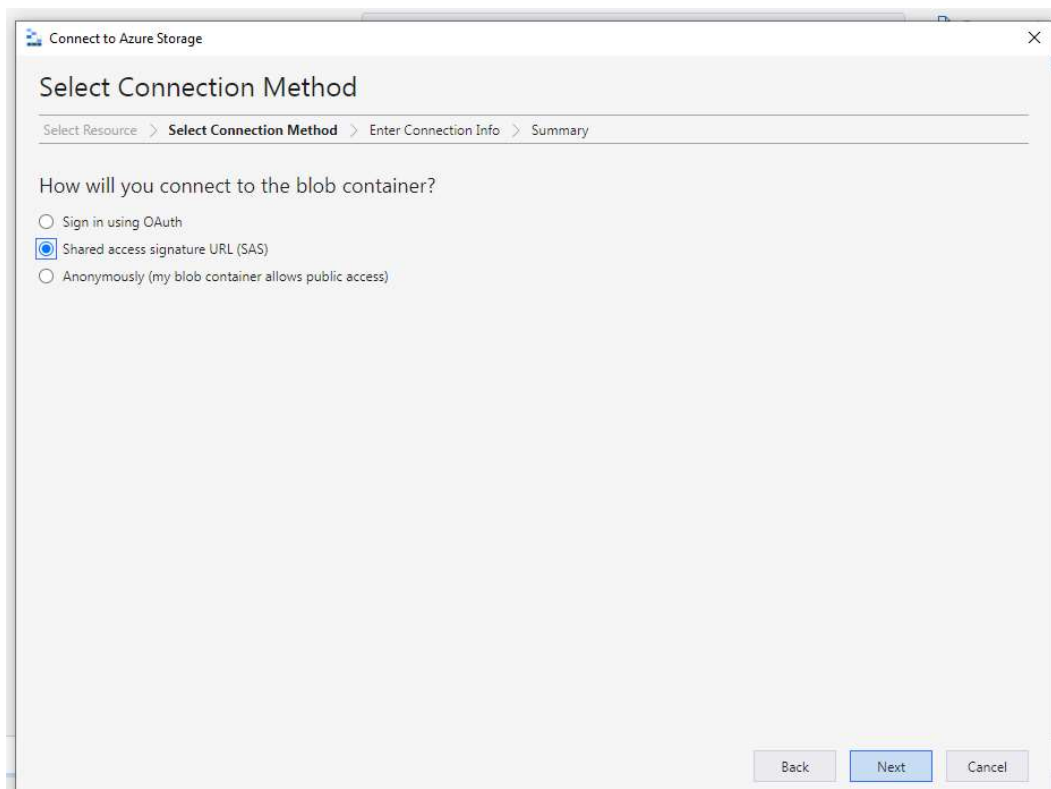 Connect to Azure Storage
Select Connection Method
Select Resource > Select Connection Method > Enter Connection Info > Summary
How will you connect to the blob container?
Sign in using OAuth
Shared access signature URL (SAS)
Anonymously (my blob container allows public access)
Back Next Cancel